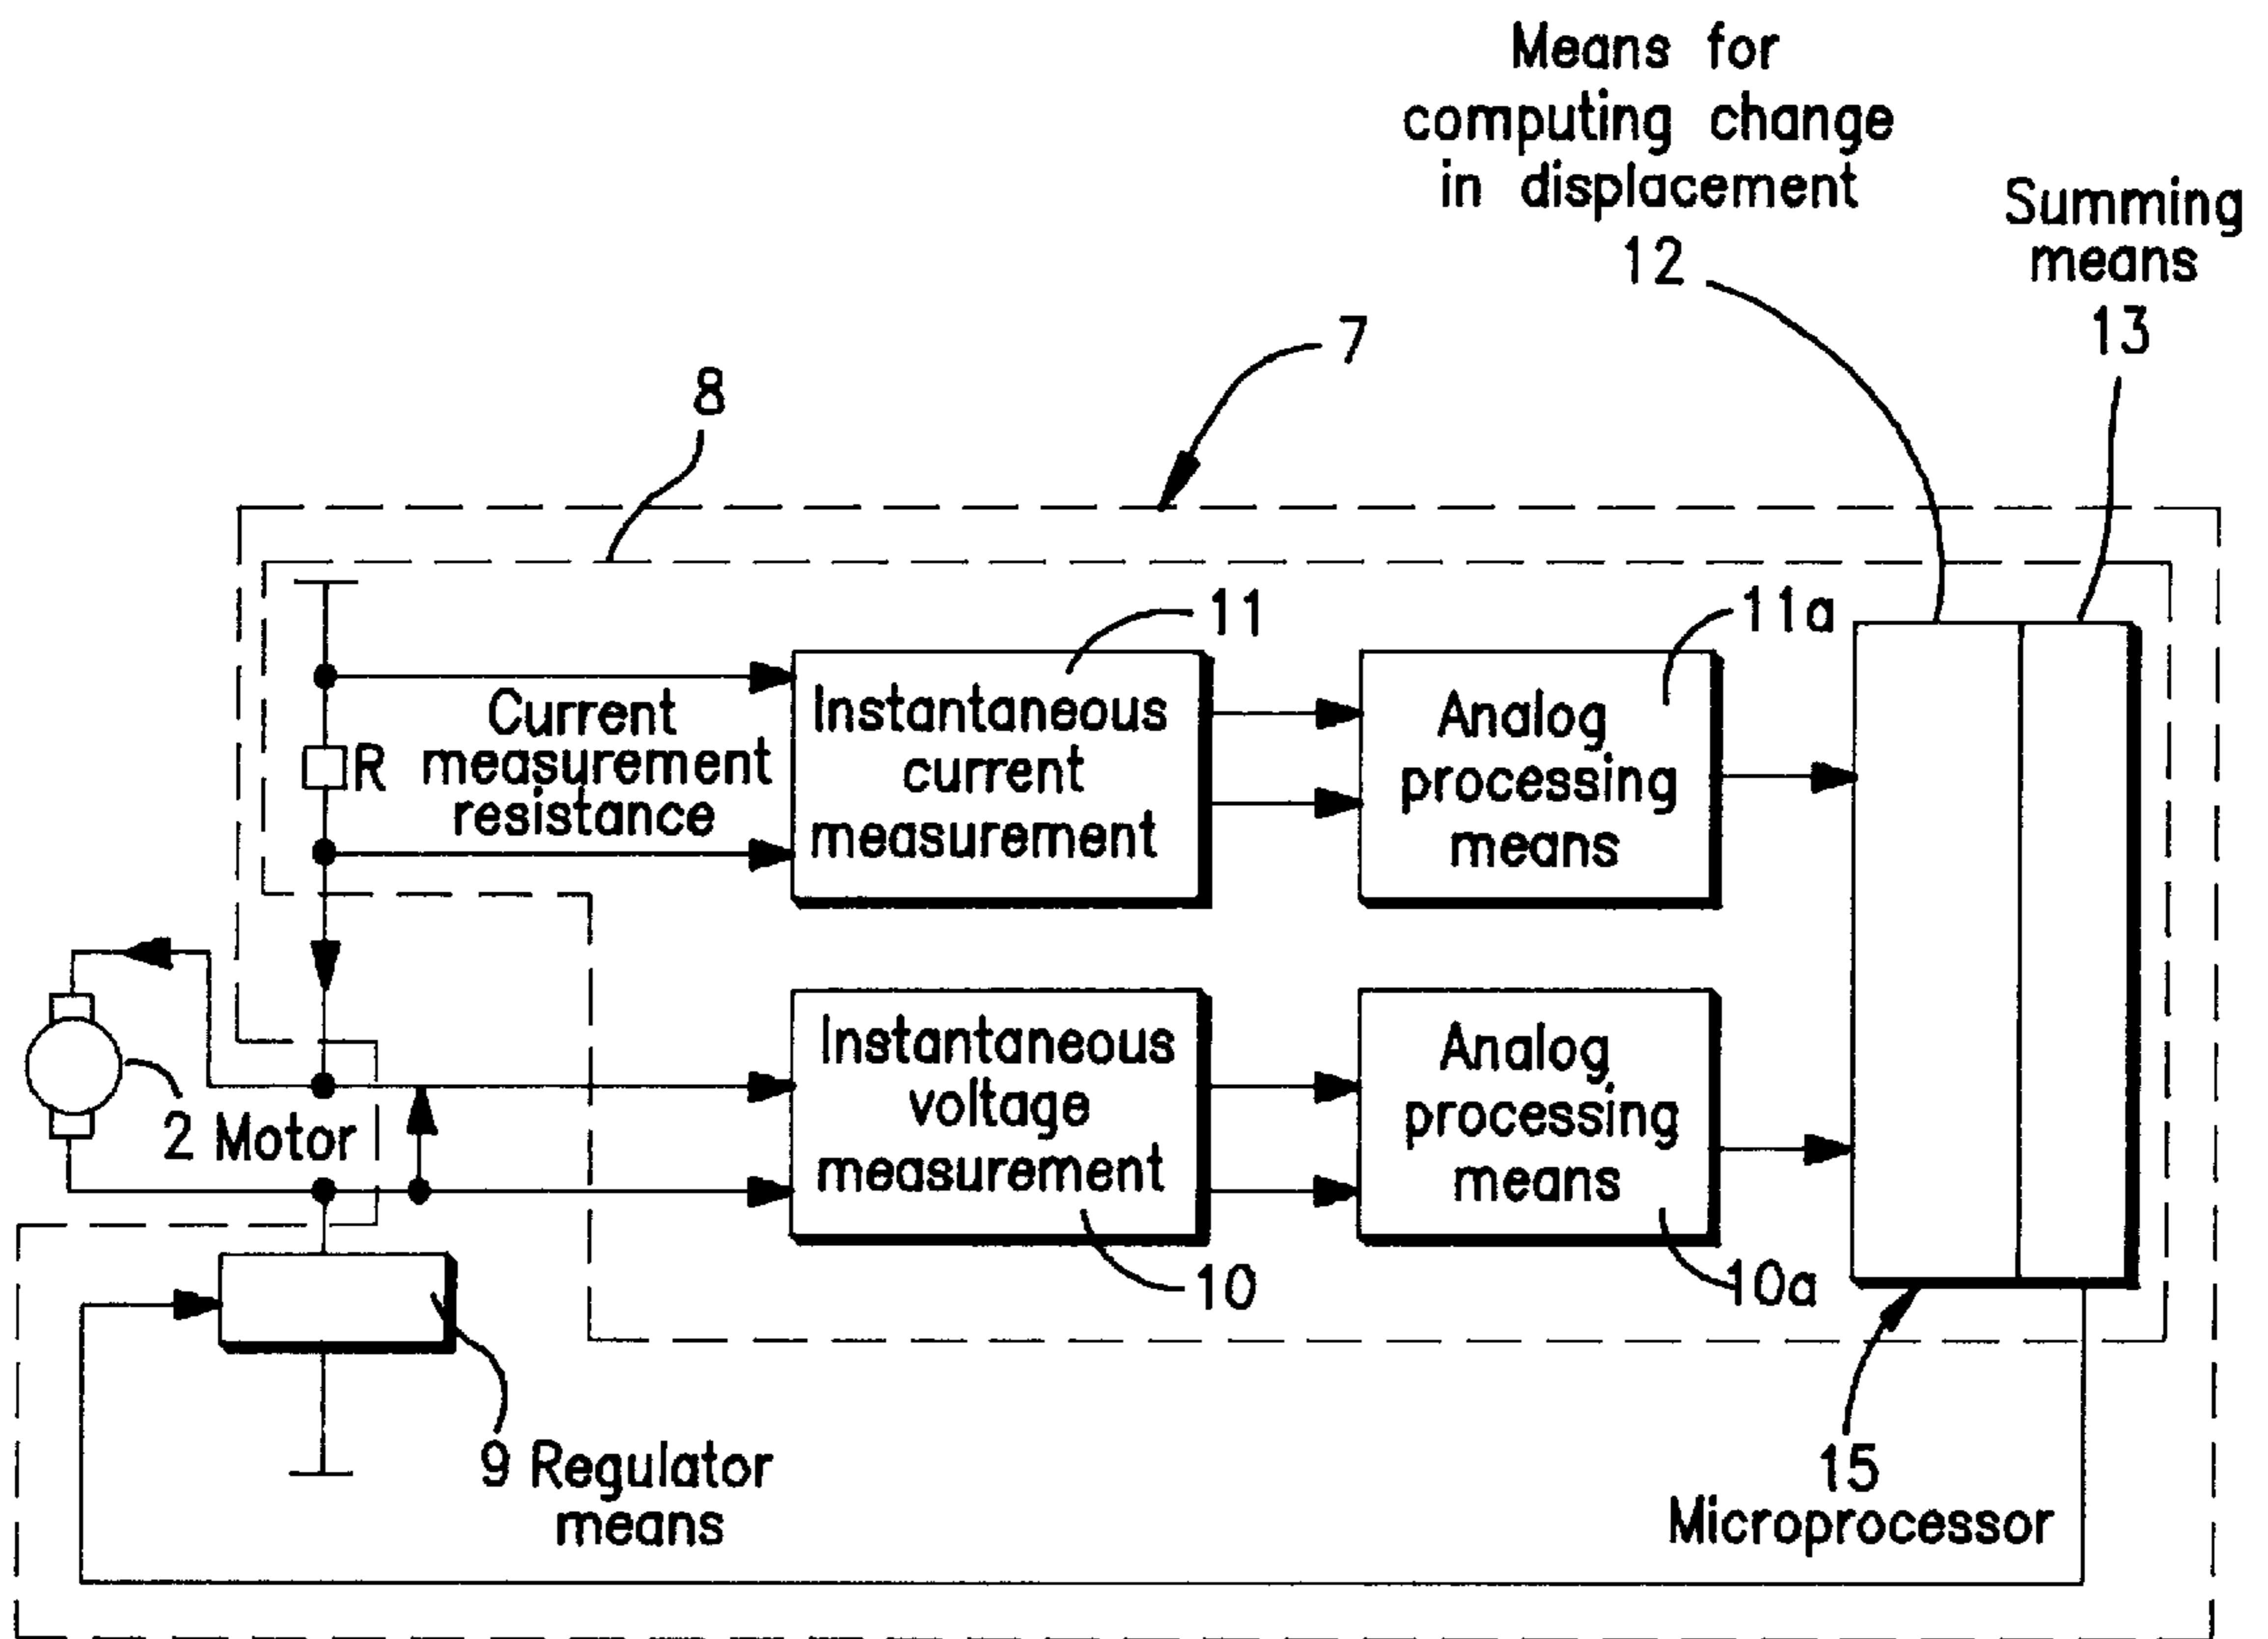 Means for
computing change
in displacement
12
Summing
means
13
7
8
11
11a
Current
measurement
resistance
R
Instantaneous
current
measurement
Analog
processing
means
Instantaneous
voltage
measurement
Analog
processing
means
2 Motor
10
10a
9 Regulator
means
15
Microprocessor